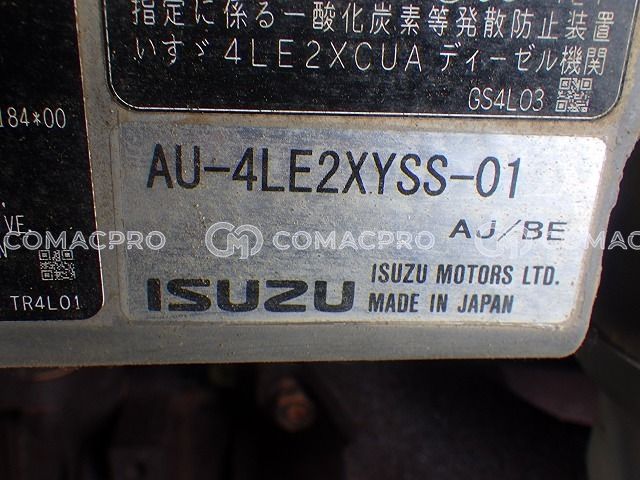 指定に係る一酸化炭素等発散防止装置
いすゞ 4LE2XCUA ディーゼル機関
GS4L03
184*00
AU-4LE2XYSS-01
AJ/BE
VE.
COMACPRO COMACPRO COMACPRO
ISUZU ISUZU MOTORS LTD.
MADE IN JAPAN
TR4L01